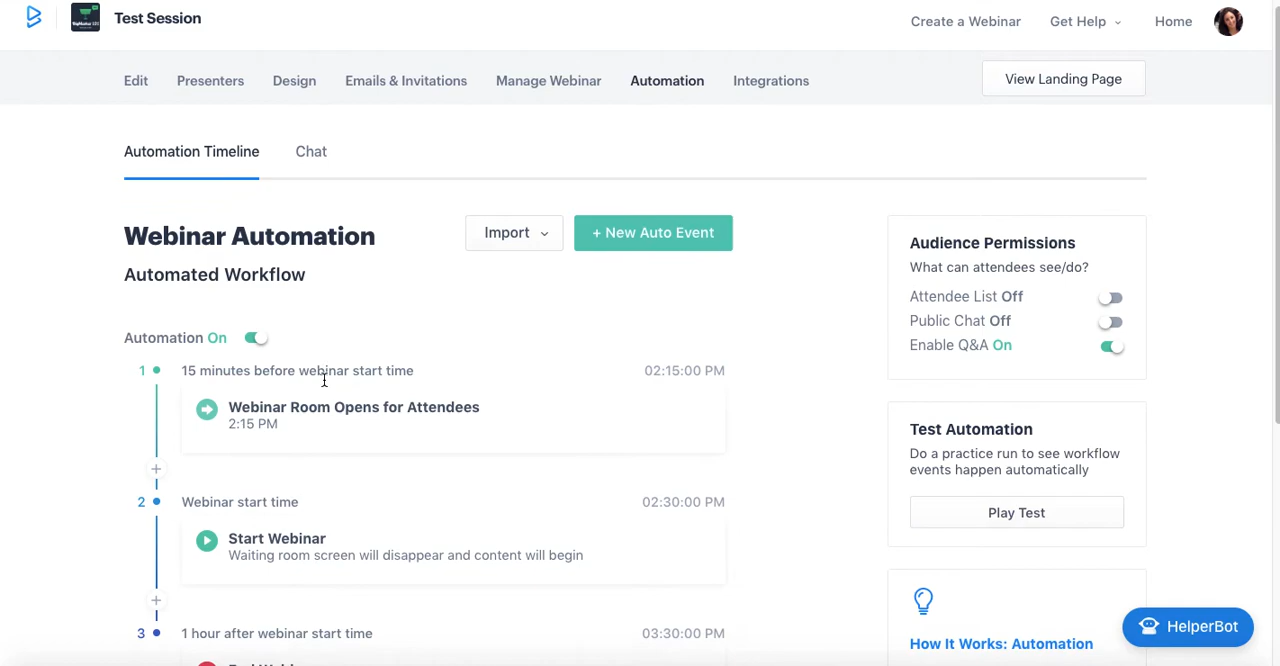 Test Session
Create a Webinar
Get Help
Home
Edit
Presenters
Design
Emails & Invitations
Manage Webinar
Automation
Integrations
View Landing Page
Automation Timeline
Chat
Webinar Automation
Import
+ New Auto Event
Automated Workflow
Automation On
1
15 minutes before webinar start time
02:15:00 PM
Webinar Room Opens for Attendees
2:15 PM
2
Webinar start time
02:30:00 PM
Start Webinar
Waiting room screen will disappear and content will begin
3
1 hour after webinar start time
03:30:00 PM
Audience Permissions
What can attendees see/do?
Attendee List Off
Public Chat Off
Enable Q&A On
Test Automation
Do a practice run to see workflow
events happen automatically
Play Test
How It Works: Automation
HelperBot